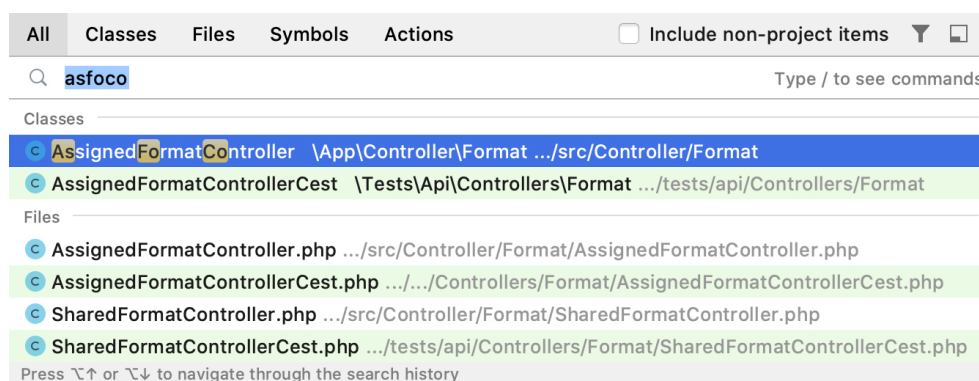 All Classes Files Symbols Actions Include non-project items
asfoco Type / to see commands
Classes
C AssignedFormatController \App\Controller\Format .../src/Controller/Format
C AssignedFormatControllerCest \Tests\Api\Controllers\Format .../tests/api/Controllers/Format
Files
C AssignedFormatController.php .../src/Controller/Format/AssignedFormatController.php
C AssignedFormatControllerCest.php .../.../Controllers/Format/AssignedFormatControllerCest.php
C SharedFormatController.php .../src/Controller/Format/SharedFormatController.php
C SharedFormatControllerCest.php .../tests/api/Controllers/Format/SharedFormatControllerCest.php
Press ⌥↑ or ⌥↓ to navigate through the search history